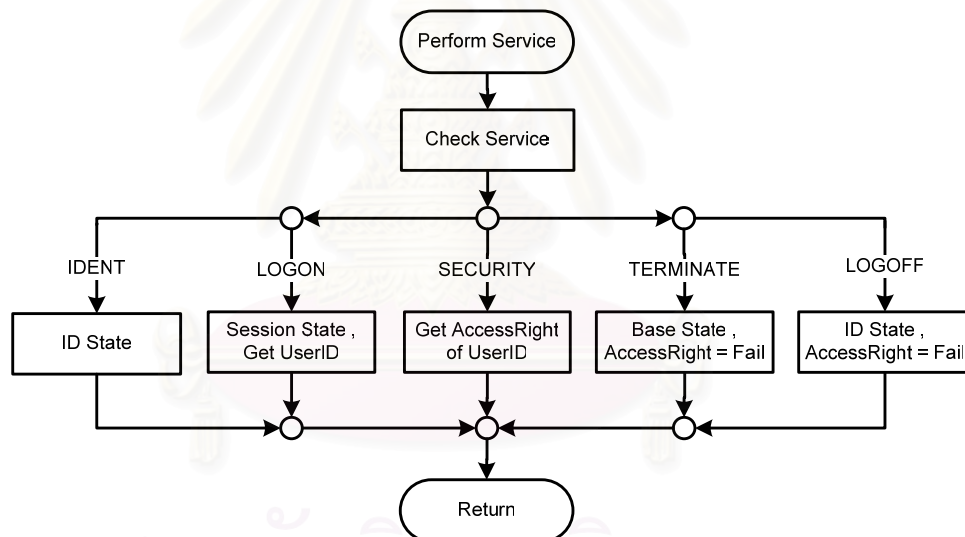 Perform Service
Check Service
IDENT
LOGON
SECURITY
TERMINATE
LOGOFF
ID State
Session State ,
Get UserID
Get AccessRight
of UserID
Base State ,
AccessRight = Fail
ID State ,
AccessRight = Fail
Return